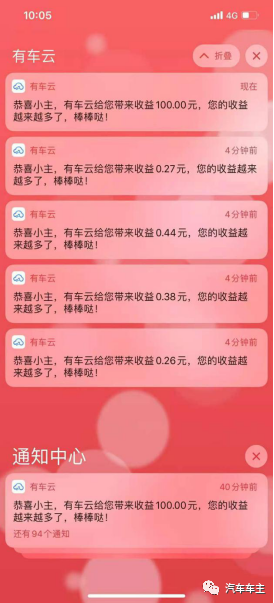 10:05
4G
有车云
折叠
有车云
现在
恭喜小主，有车云给您带来收益100.00元，您的收益
越来越多了，棒棒哒！
有车云
4分钟前
恭喜小主，有车云给您带来收益0.27元，您的收益越来
越多了，棒棒哒！
有车云
4分钟前
恭喜小主，有车云给您带来收益0.44元，您的收益越
来越多了，棒棒哒！
有车云
4分钟前
恭喜小主，有车云给您带来收益0.38元，您的收益越
来越多了，棒棒哒！
有车云
4分钟前
恭喜小主，有车云给您带来收益0.26元，您的收益越
来越多了，棒棒哒！
通知中心
有车云
40分钟前
恭喜小主，有车云给您带来收益100.00元，您的收益
越来越多了，棒棒哒！
还有94个通知
汽车车主